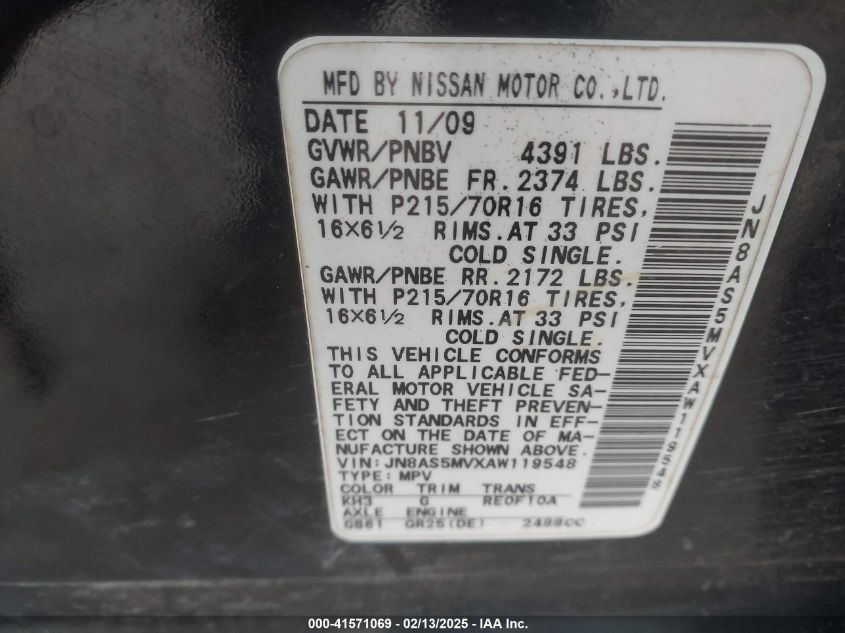 MFD BY NISSAN MOTOR CO.,LTD.
DATE 11/09
GVWR/PNBV 4391 LBS.
GAWR/PNBE FR. 2374 LBS.
WITH P215/70R16 TIRES,
16×6½ RIMS.AT 33 PSI
COLD SINGLE.
GAWR/PNBE RR. 2172 LBS.
WITH P215/70R16 TIRES,
16×6½ RIMS.AT 33 PSI
COLD SINGLE.
THIS VEHICLE CONFORMS
TO ALL APPLICABLE FED-
ERAL MOTOR VEHICLE SA-
FETY AND THEFT PREVEN-
TION STANDARDS IN EFF-
ECT ON THE DATE OF MA-
NUFACTURE SHOWN ABOVE.
VIN: JN8AS5MVXAW119548
TYPE: MPV
COLOR TRIM TRANS
KH3 G RE0F10A
AXLE ENGINE
GB61 QR25(DE) 2488CC
JN8AS5MVXAW119548
000-41571069 - 02/13/2025 - IAA Inc.